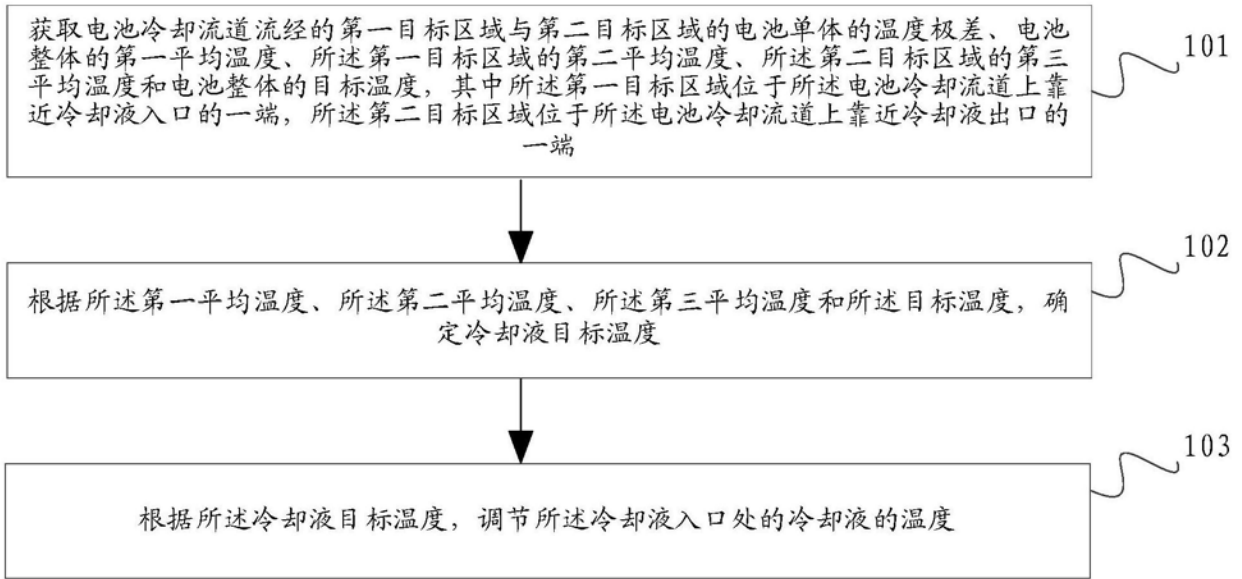 获取电池冷却流道流经的第一目标区域与第二目标区域的电池单体的温度极差、电池
整体的第一平均温度、所述第一目标区域的第二平均温度、所述第二目标区域的第三
平均温度和电池整体的目标温度，其中所述第一目标区域位于所述电池冷却流道上靠
近冷却液入口的一端，所述第二目标区域位于所述电池冷却流道上靠近冷却液出口的
一端
101
根据所述第一平均温度、所述第二平均温度、所述第三平均温度和所述目标温度，确
定冷却液目标温度
102
根据所述冷却液目标温度，调节所述冷却液入口处的冷却液的温度
103